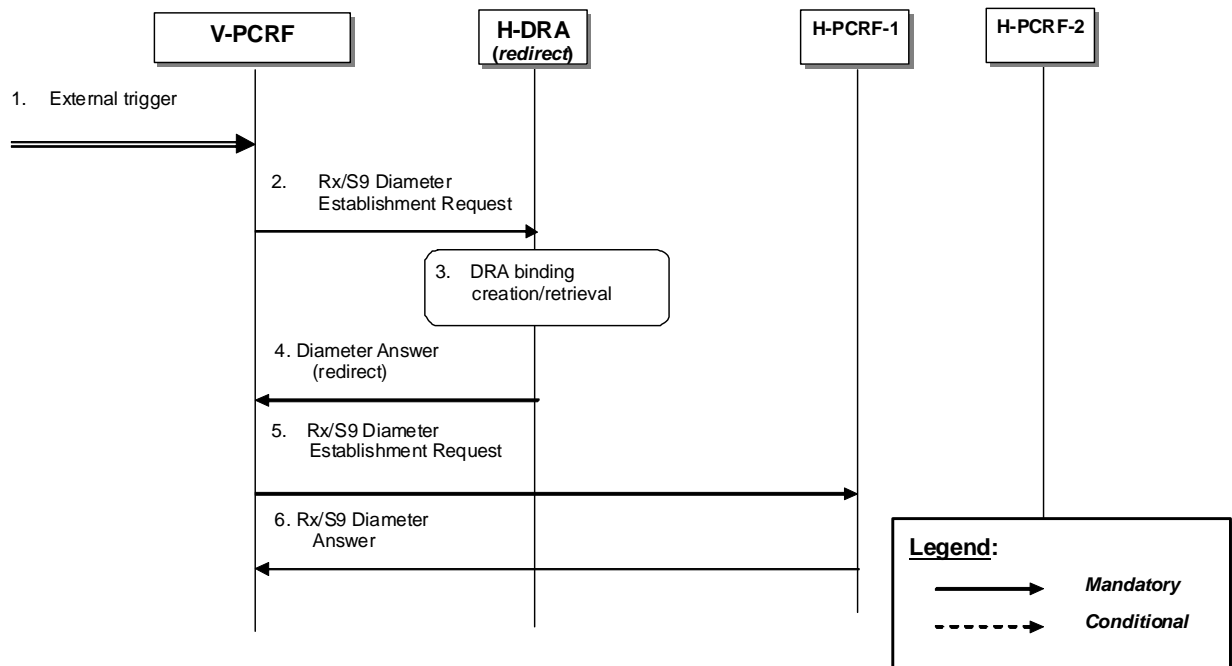 V-PCRF
H-DRA
(redirect)
H-PCRF-1
H-PCRF-2
1. External trigger
2. Rx/S9 Diameter
Establishment Request
3. DRA binding
creation/retrieval
4. Diameter Answer
(redirect)
5. Rx/S9 Diameter
Establishment Request
6. Rx/S9 Diameter
Answer
Legend:
Mandatory
Conditional